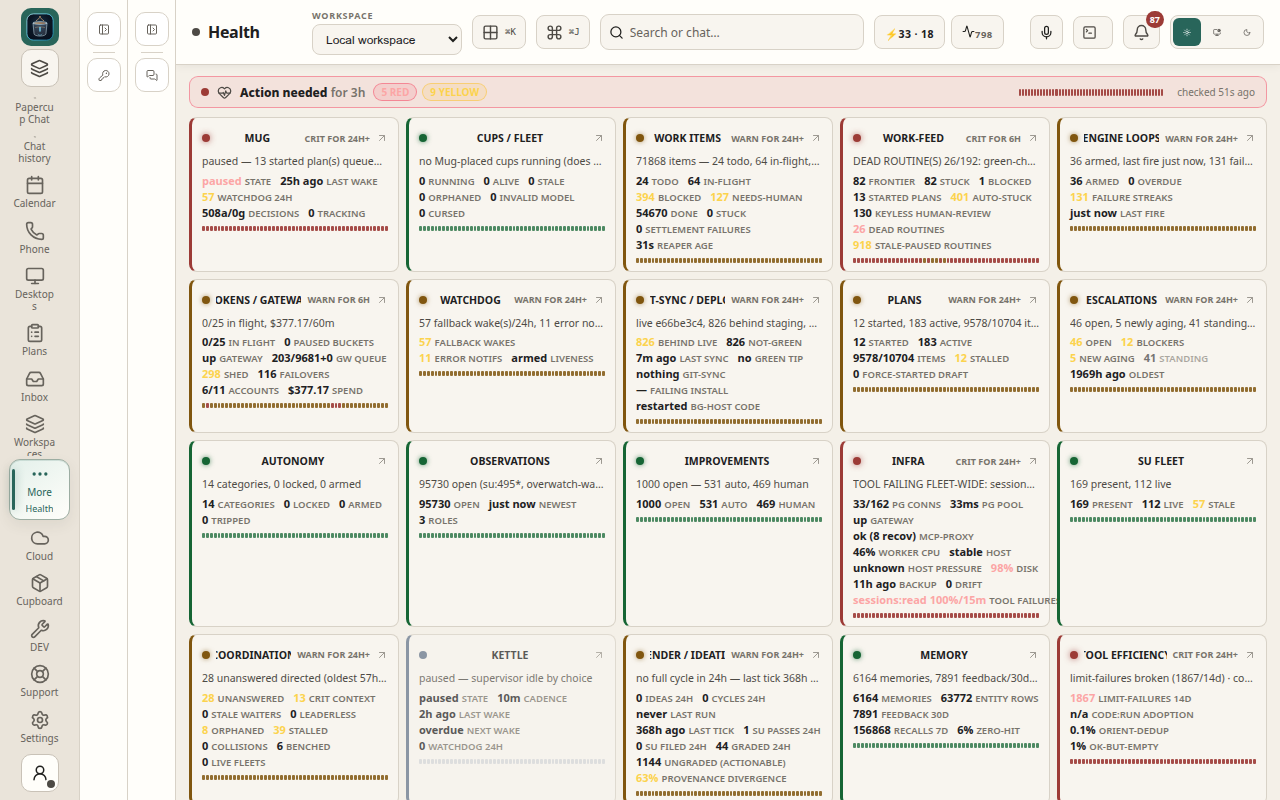 Papercu
p Chat
Chat
history
Calendar
Phone
Desktop
s
Plans
Inbox
Workspa
ces
More
Health
Cloud
Cupboard
DEV
Support
Settings
Health
WORKSPACE
Local workspace
⌘K
⌘J
Search or chat...
⚡33 · 18
798
87
Action needed for 3h 5 RED 9 YELLOW
checked 51s ago
MUG CRIT FOR 24H+
paused — 13 started plan(s) queue...
paused STATE 25h ago LAST WAKE
57 WATCHDOG 24H
508a/0g DECISIONS 0 TRACKING
CUPS / FLEET
no Mug-placed cups running (does ...
0 RUNNING 0 ALIVE 0 STALE
0 ORPHANED 0 INVALID MODEL
0 CURSED
WORK ITEMS WARN FOR 24H+
71868 items — 24 todo, 64 in-flight,...
24 TODO 64 IN-FLIGHT
394 BLOCKED 127 NEEDS-HUMAN
54670 DONE 0 STUCK
0 SETTLEMENT FAILURES
31s REAPER AGE
WORK-FEED CRIT FOR 6H
DEAD ROUTINE(S) 26/192: green-ch...
82 FRONTIER 82 STUCK 1 BLOCKED
13 STARTED PLANS 401 AUTO-STUCK
130 KEYLESS HUMAN-REVIEW
26 DEAD ROUTINES
918 STALE-PAUSED ROUTINES
ENGINE LOOPS WARN FOR 24H+
36 armed, last fire just now, 131 fail...
36 ARMED 0 OVERDUE
131 FAILURE STREAKS
just now LAST FIRE
OKENS / GATEWA WARN FOR 6H
0/25 in flight, $377.17/60m
0/25 IN FLIGHT 0 PAUSED BUCKETS
up GATEWAY 203/9681+0 GW QUEUE
298 SHED 116 FAILOVERS
6/11 ACCOUNTS $377.17 SPEND
WATCHDOG WARN FOR 24H+
57 fallback wake(s)/24h, 11 error no...
57 FALLBACK WAKES
11 ERROR NOTIFS armed LIVENESS
T-SYNC / DEPLO WARN FOR 24H+
live e66be3c4, 826 behind staging, ...
826 BEHIND LIVE 826 NOT-GREEN
7m ago LAST SYNC no GREEN TIP
nothing GIT-SYNC
— FAILING INSTALL
restarted BG-HOST CODE
PLANS WARN FOR 24H+
12 started, 183 active, 9578/10704 it...
12 STARTED 183 ACTIVE
9578/10704 ITEMS 12 STALLED
0 FORCE-STARTED DRAFT
ESCALATIONS WARN FOR 24H+
46 open, 5 newly aging, 41 standing...
46 OPEN 12 BLOCKERS
5 NEW AGING 41 STANDING
1969h ago OLDEST
AUTONOMY
14 categories, 0 locked, 0 armed
14 CATEGORIES 0 LOCKED 0 ARMED
0 TRIPPED
OBSERVATIONS
95730 open (su:495*, overwatch-wa...
95730 OPEN just now NEWEST
3 ROLES
IMPROVEMENTS
1000 open — 531 auto, 469 human
1000 OPEN 531 AUTO 469 HUMAN
INFRA CRIT FOR 24H+
TOOL FAILING FLEET-WIDE: session...
33/162 PG CONNS 33ms PG POOL
up GATEWAY
ok (8 recov) MCP-PROXY
46% WORKER CPU stable HOST
unknown HOST PRESSURE 98% DISK
11h ago BACKUP 0 DRIFT
sessions:read 100%/15m TOOL FAILURES
SU FLEET
169 present, 112 live
169 PRESENT 112 LIVE 57 STALE
COORDINATION WARN FOR 24H+
28 unanswered directed (oldest 57h...
28 UNANSWERED 13 CRIT CONTEXT
0 STALE WAITERS 0 LEADERLESS
8 ORPHANED 39 STALLED
0 COLLISIONS 6 BENCHED
0 LIVE FLEETS
KETTLE
paused — supervisor idle by choice
paused STATE 10m CADENCE
2h ago LAST WAKE
overdue NEXT WAKE
0 WATCHDOG 24H
ENDER / IDEATI WARN FOR 24H+
no full cycle in 24h — last tick 368h ...
0 IDEAS 24H 0 CYCLES 24H
never LAST RUN
368h ago LAST TICK 1 SU PASSES 24H
0 SU FILED 24H 44 GRADED 24H
1144 UNGRADED (ACTIONABLE)
63% PROVENANCE DIVERGENCE
MEMORY
6164 memories, 7891 feedback/30d...
6164 MEMORIES 63772 ENTITY ROWS
7891 FEEDBACK 30D
156868 RECALLS 7D 6% ZERO-HIT
TOOL EFFICIENCY CRIT FOR 24H+
limit-failures broken (1867/14d) · co...
1867 LIMIT-FAILURES 14D
n/a CODE:RUN ADOPTION
0.1% ORIENT-DEDUP
1% OK-BUT-EMPTY